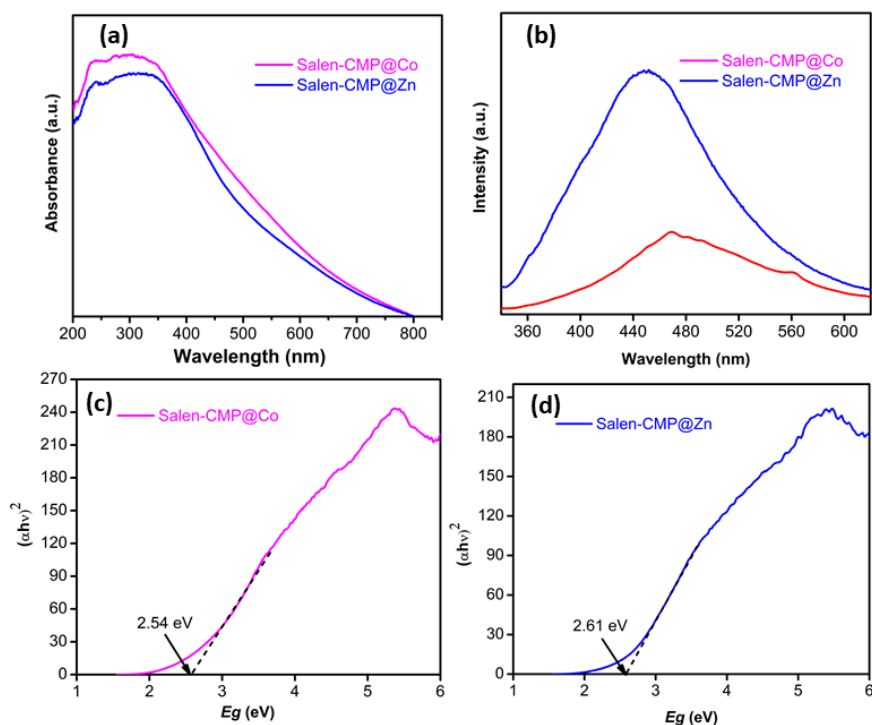 (a)
Salen-CMP@Co
Salen-CMP@Zn
Absorbance (a.u.)
200 300 400 500 600 700 800
Wavelength (nm)
(b)
Salen-CMP@Co
Salen-CMP@Zn
Intensity (a.u.)
360 400 440 480 520 560 600
Wavelength (nm)
(c)
Salen-CMP@Co
270
240
210
180
150
120
90
60
30
0
(αhν)²
2.54 eV
1 2 3 4 5 6
Eg (eV)
(d)
Salen-CMP@Zn
210
180
150
120
90
60
30
0
(αhν)²
2.61 eV
1 2 3 4 5 6
Eg (eV)